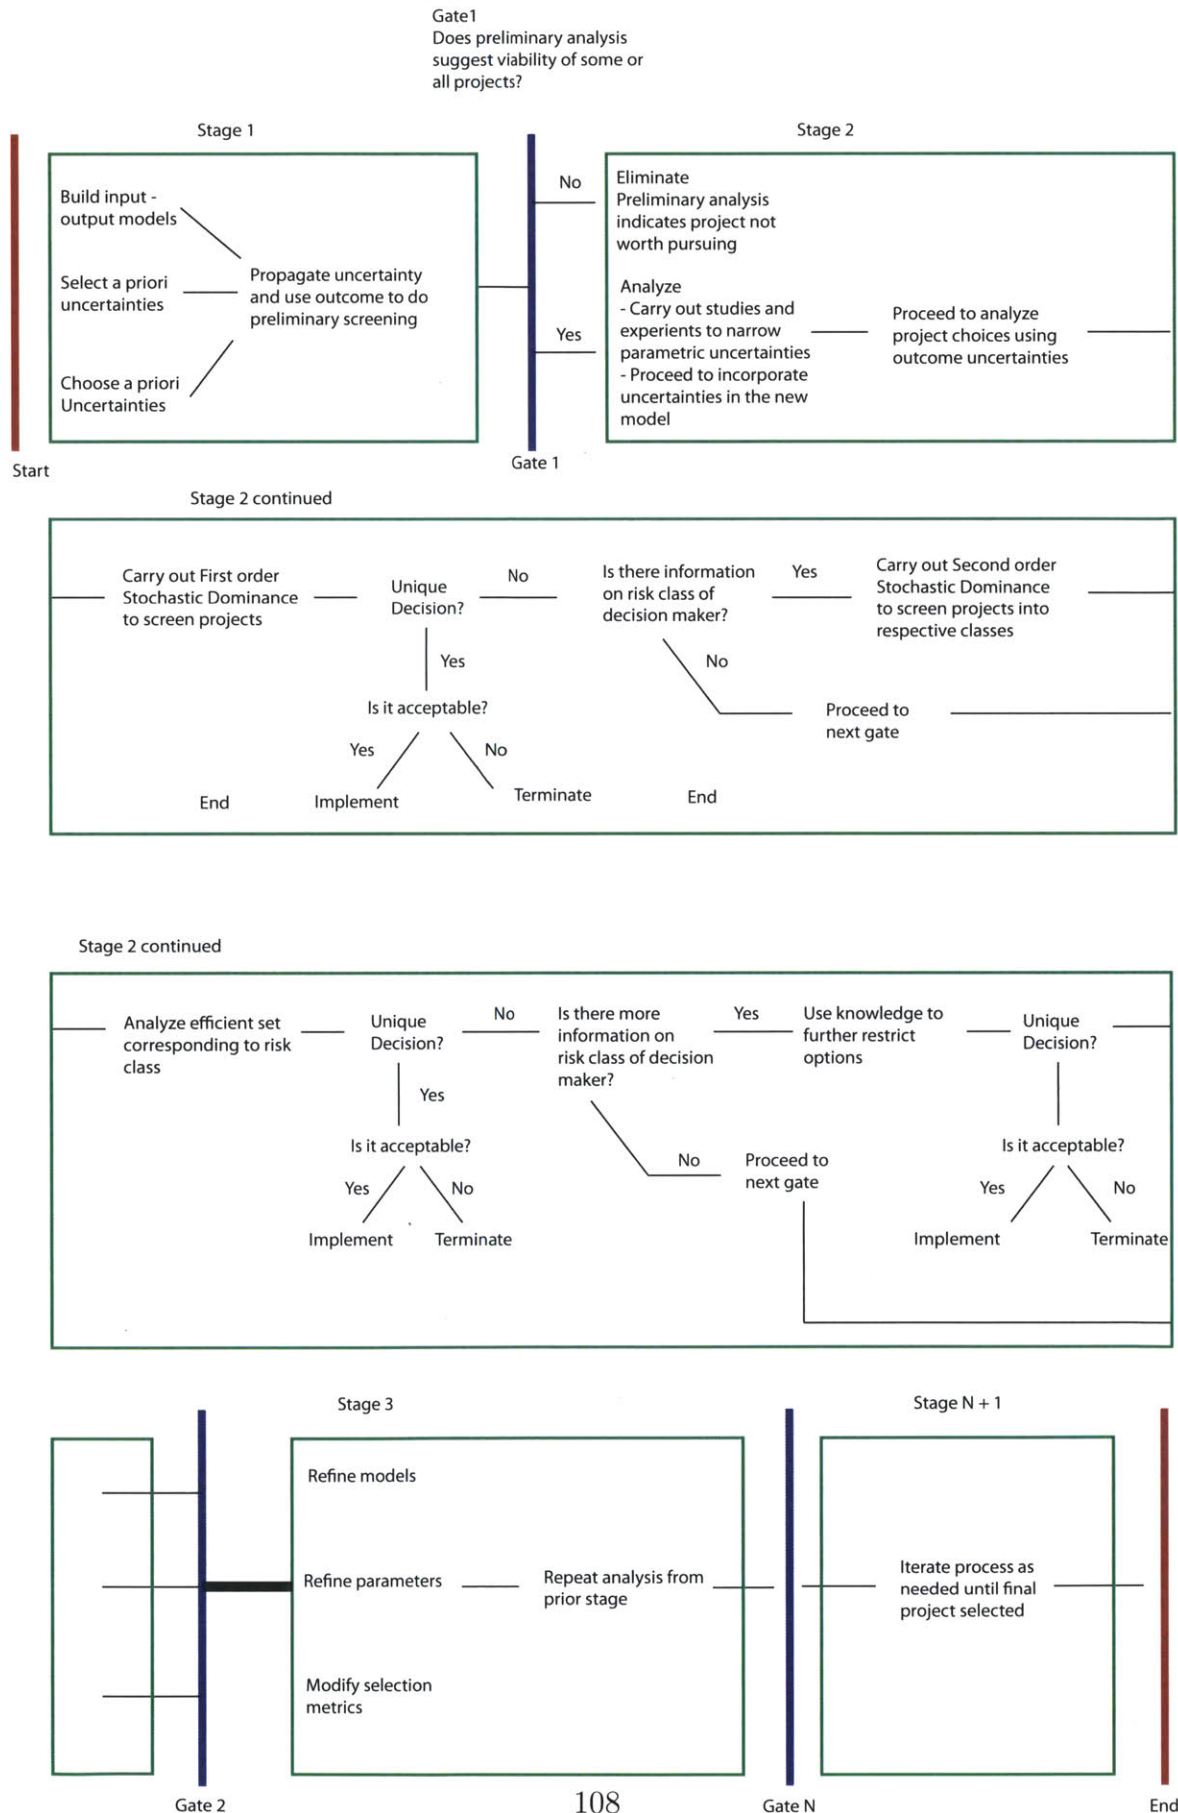 Gate1
Does preliminary analysis
suggest viability of some or
all projects?
Stage 1
Stage 2
Build input -
output models
Select a priori
uncertainties
Choose a priori
Uncertainties
Propagate uncertainty
and use outcome to do
preliminary screening
No
Yes
Eliminate
Preliminary analysis
indicates project not
worth pursuing
Analyze
- Carry out studies and
experients to narrow
parametric uncertainties
- Proceed to incorporate
uncertainties in the new
model
Proceed to analyze
project choices using
outcome uncertainties
Start
Gate 1
Stage 2 continued
Carry out First order
Stochastic Dominance
to screen projects
Unique
Decision?
No
Is there information
on risk class of
decision maker?
Yes
Carry out Second order
Stochastic Dominance
to screen projects into
respective classes
Yes
No
Is it acceptable?
Proceed to
next gate
Yes
No
End
Implement
Terminate
End
Stage 2 continued
Analyze efficient set
corresponding to risk
class
Unique
Decision?
No
Is there more
information on
risk class of decision
maker?
Yes
Use knowledge to
further restrict
options
Unique
Decision?
Yes
Is it acceptable?
No
Proceed to
next gate
Is it acceptable?
Yes
No
Yes
No
Implement
Terminate
Implement
Terminate
Stage 3
Stage N + 1
Refine models
Refine parameters
Modify selection
metrics
Repeat analysis from
prior stage
Iterate process as
needed until final
project selected
Gate 2
108
Gate N
End